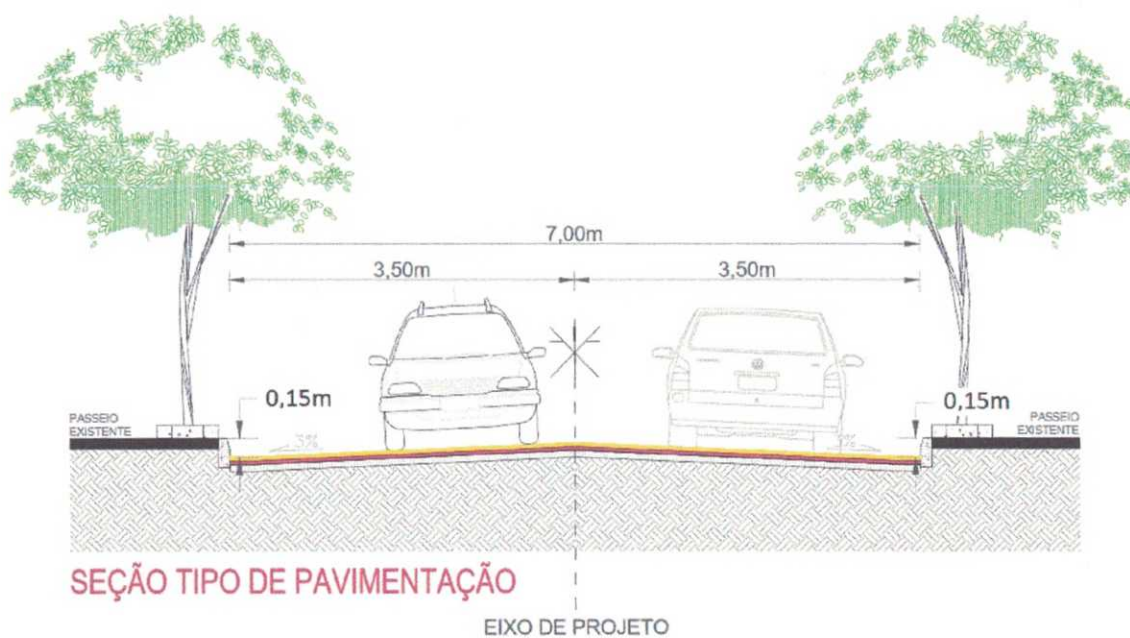 7,00m
3,50m
3,50m
0,15m
0,15m
PASSEIO
EXISTENTE
PASSEIO
EXISTENTE
3%
SEÇÃO TIPO DE PAVIMENTAÇÃO
EIXO DE PROJETO